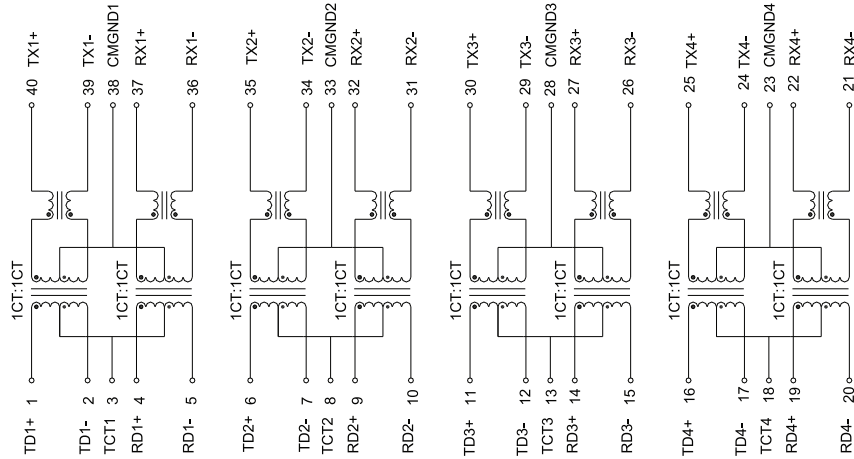 TX1+
TX1-
CMGND1
RX1+
RX1-
TX2+
TX2-
CMGND2
RX2+
RX2-
TX3+
TX3-
CMGND3
RX3+
RX3-
TX4+
TX4-
CMGND4
RX4+
RX4-
40
39
38
37
36
35
34
33
32
31
30
29
28
27
26
25
24
23
22
21
1CT:1CT
1CT:1CT
1CT:1CT
1CT:1CT
1CT:1CT
1CT:1CT
1CT:1CT
1CT:1CT
1
2
3
4
5
6
7
8
9
10
11
12
13
14
15
16
17
18
19
20
TD1+
TD1-
TCT1
RD1+
RD1-
TD2+
TD2-
TCT2
RD2+
RD2-
TD3+
TD3-
TCT3
RD3+
RD3-
TD4+
TD4-
TCT4
RD4+
RD4-